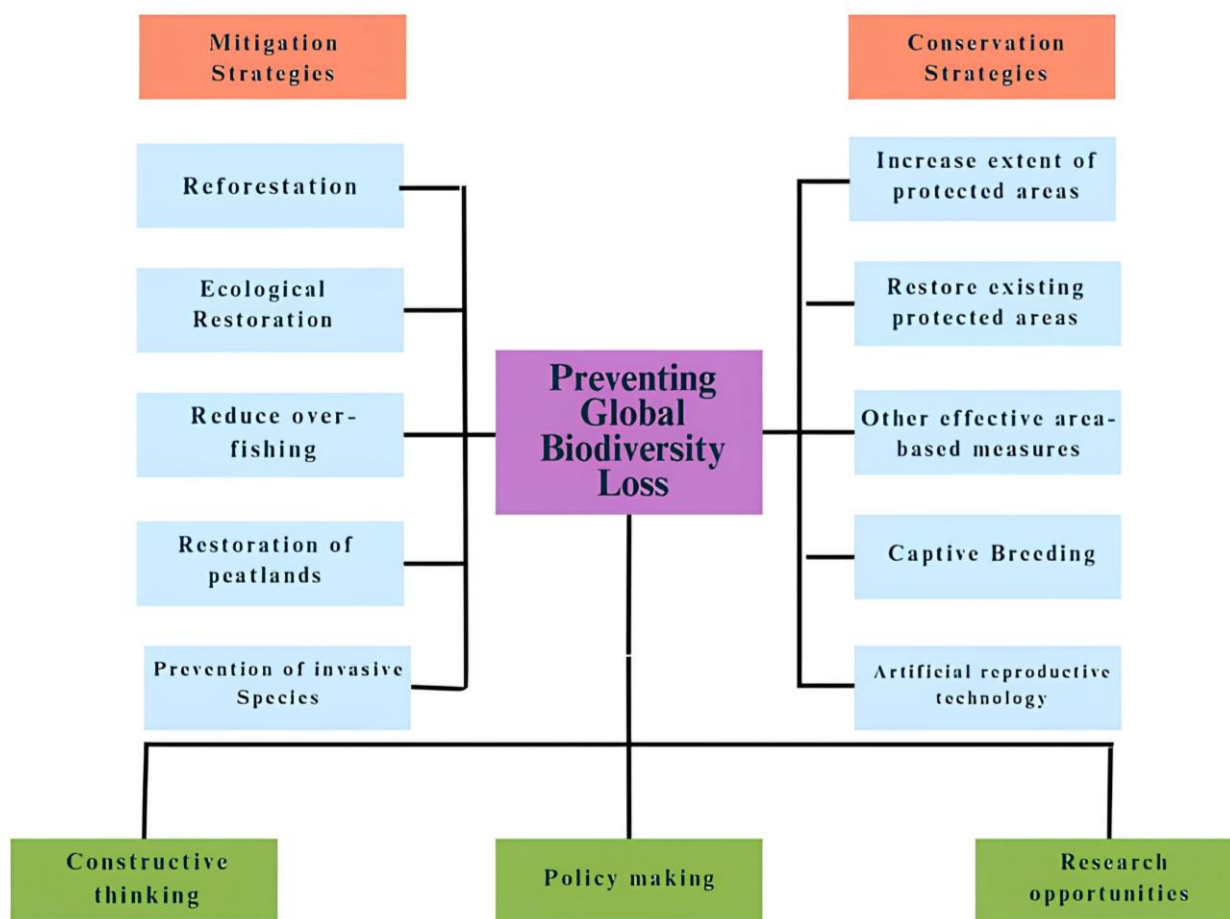 Mitigation
Strategies
Reforestation
Ecological
Restoration
Reduce over-
fishing
Restoration of
peatlands
Prevention of invasive
Species
Preventing
Global
Biodiversity
Loss
Conservation
Strategies
Increase extent of
protected areas
Restore existing
protected areas
Other effective area-
based measures
Captive Breeding
Artificial reproductive
technology
Constructive
thinking
Policy making
Research
opportunities